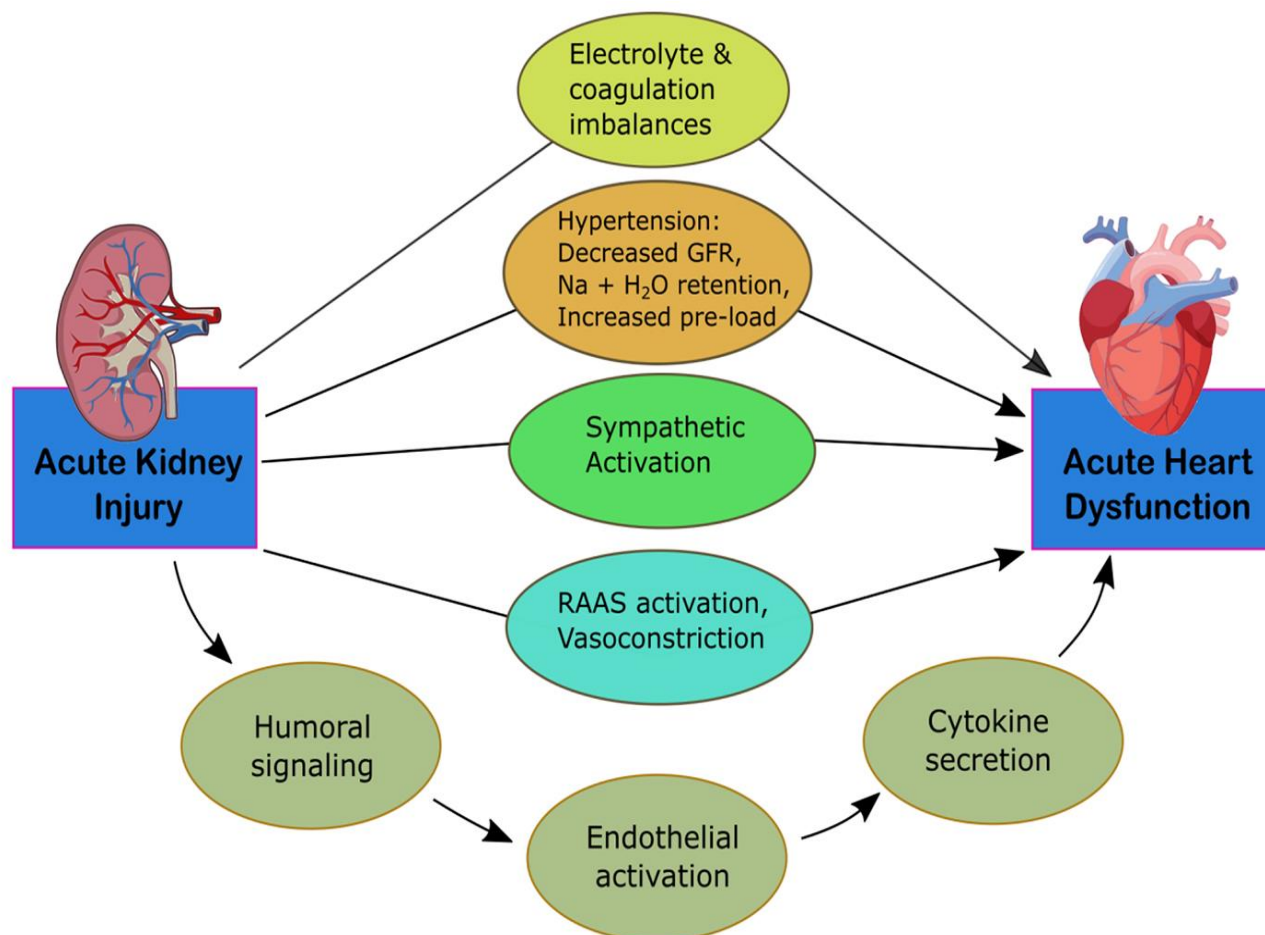 Electrolyte &
coagulation
imbalances
Hypertension:
Decreased GFR,
Na + H₂O retention,
Increased pre-load
Acute Kidney
Injury
Sympathetic
Activation
Acute Heart
Dysfunction
RAAS activation,
Vasoconstriction
Humoral
signaling
Endothelial
activation
Cytokine
secretion